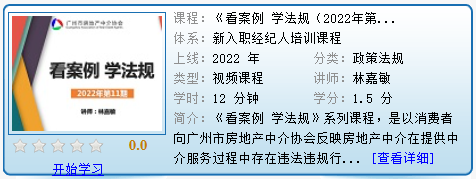 广州市房地产中介协会
看案例 学法规
2022年第11期
讲师：林嘉敏
0.0
开始学习
课程：《看案例 学法规（2022年第...
体系：新入职经纪人培训课程
上线：2022 年 分类：政策法规
类型：视频课程 讲师：林嘉敏
学时：12 分钟 学分：1.5 分
简介：《看案例 学法规》系列课程，是以消费者
向广州市房地产中介协会反映房地产中介在提供中
介服务过程中存在违法违规行... [查看详细]